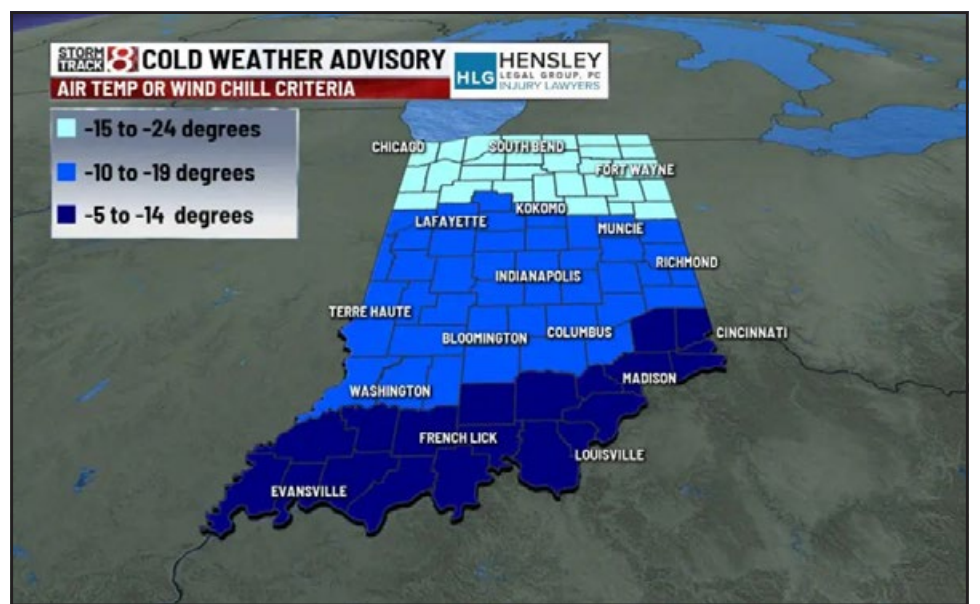 STORM TRACK 8 COLD WEATHER ADVISORY
AIR TEMP OR WIND CHILL CRITERIA
HLG HENSLEY
LEGAL GROUP, PC
INJURY LAWYERS
-15 to -24 degrees
-10 to -19 degrees
-5 to -14 degrees
CHICAGO
SOUTH BEND
FORT WAYNE
KOKOMO
LAFAYETTE
MUNCIE
RICHMOND
INDIANAPOLIS
TERRE HAUTE
BLOOMINGTON
COLUMBUS
CINCINNATI
MADISON
WASHINGTON
FRENCH LICK
LOUISVILLE
EVANSVILLE